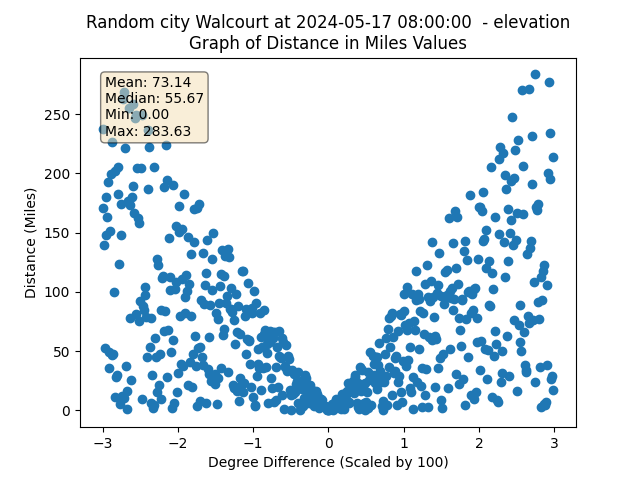 Random city Walcourt at 2024-05-17 08:00:00  - elevation
Graph of Distance in Miles Values
Mean: 73.14
Median: 55.67
Min: 0.00
Max: 283.63
250
200
150
100
50
0
Distance (Miles)
−3 −2 −1 0 1 2 3
Degree Difference (Scaled by 100)